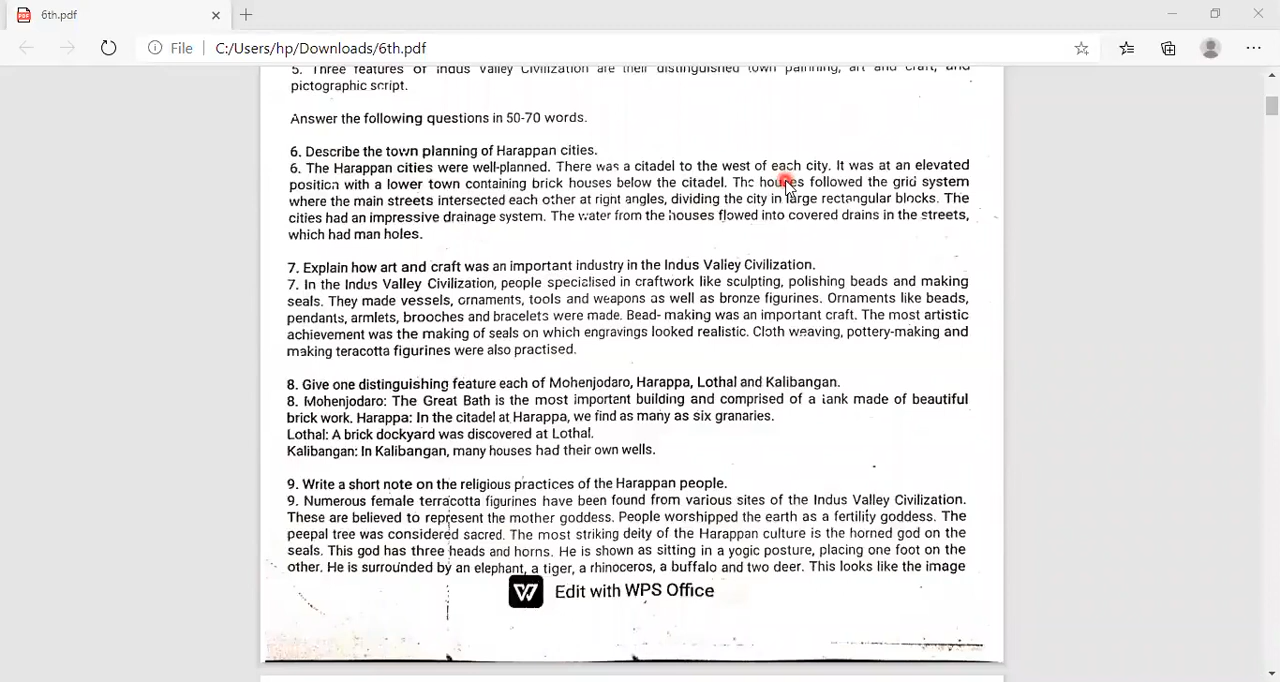 6th.pdf
File C:/Users/hp/Downloads/6th.pdf
5. Three features of Indus Valley Civilization are their distinguished town planning, art and craft, and
pictographic script.
Answer the following questions in 50-70 words.
6. Describe the town planning of Harappan cities.
6. The Harappan cities were well-planned. There was a citadel to the west of each city. It was at an elevated
position with a lower town containing brick houses below the citadel. The houses followed the grid system
where the main streets intersected each other at right angles, dividing the city in large rectangular blocks. The
cities had an impressive drainage system. The water from the houses flowed into covered drains in the streets,
which had man holes.
7. Explain how art and craft was an important industry in the Indus Valley Civilization.
7. In the Indus Valley Civilization, people specialised in craftwork like sculpting, polishing beads and making
seals. They made vessels, ornaments, tools and weapons as well as bronze figurines. Ornaments like beads,
pendants, armlets, brooches and bracelets were made. Bead- making was an important craft. The most artistic
achievement was the making of seals on which engravings looked realistic. Cloth weaving, pottery-making and
making teracotta figurines were also practised.
8. Give one distinguishing feature each of Mohenjodaro, Harappa, Lothal and Kalibangan.
8. Mohenjodaro: The Great Bath is the most important building and comprised of a tank made of beautiful
brick work. Harappa: In the citadel at Harappa, we find as many as six granaries.
Lothal: A brick dockyard was discovered at Lothal.
Kalibangan: In Kalibangan, many houses had their own wells.
9. Write a short note on the religious practices of the Harappan people.
9. Numerous female terracotta figurines have been found from various sites of the Indus Valley Civilization.
These are believed to represent the mother goddess. People worshipped the earth as a fertility goddess. The
peepal tree was considered sacred. The most striking deity of the Harappan culture is the horned god on the
seals. This god has three heads and horns. He is shown as sitting in a yogic posture, placing one foot on the
other. He is surrounded by an elephant, a tiger, a rhinoceros, a buffalo and two deer. This looks like the image
Edit with WPS Office